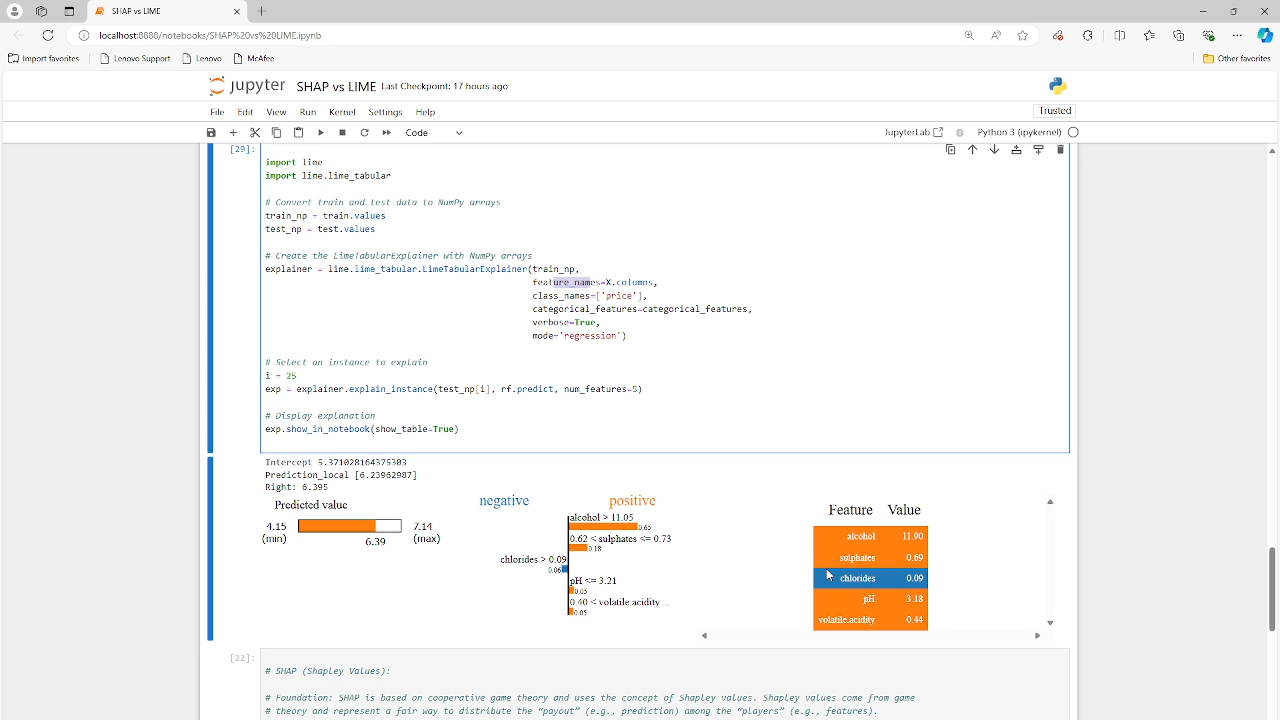 SHAP vs LIME
localhost:8888/notebooks/SHAP%20vs%20LIME.ipynb
Import favorites
Lenovo Support
Lenovo
McAfee
Other favorites
jupyter SHAP vs LIME Last Checkpoint: 17 hours ago
File Edit View Run Kernel Settings Help
Trusted
Code
JupyterLab
Python 3 (ipykernel)
[29]:
import lime
import lime.lime_tabular
# Convert train and test data to NumPy arrays
train_np = train.values
test_np = test.values
# Create the LimeTabularExplainer with NumPy arrays
explainer = lime.lime_tabular.LimeTabularExplainer(train_np,
feature_names=X.columns,
class_names=['price'],
categorical_features=categorical_features,
verbose=True,
mode='regression')
# Select an instance to explain
i = 25
exp = explainer.explain_instance(test_np[i], rf.predict, num_features=5)
# Display explanation
exp.show_in_notebook(show_table=True)
Intercept 5.371028164375303
Prediction_local [6.23962987]
Right: 6.395
Predicted value
4.15 7.14
(min) (max)
6.39
negative positive
alcohol > 11.05
0.65
0.62 < sulphates <= 0.73
0.18
chlorides > 0.09
0.06
pH <= 3.21
0.05
0.40 < volatile.acidity ...
0.05
Feature Value
alcohol 11.90
sulphates 0.69
chlorides 0.09
pH 3.18
volatile.acidity 0.44
[22]:
# SHAP (Shapley Values):
# Foundation: SHAP is based on cooperative game theory and uses the concept of Shapley values. Shapley values come from game
# theory and represent a fair way to distribute the "payout" (e.g., prediction) among the "players" (e.g., features).